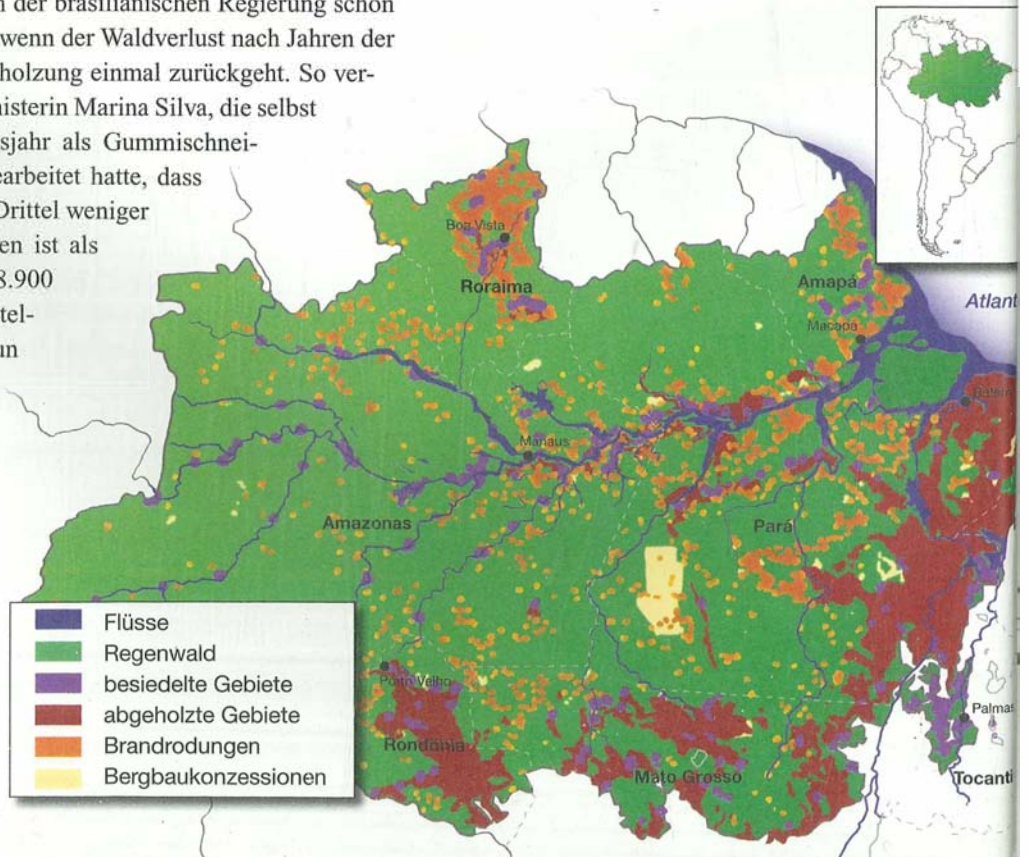 n der brasilianischen Regierung schon
wenn der Waldverlust nach Jahren der
holzung einmal zurückgeht. So ver-
nisterin Marina Silva, die selbst
sjahr als Gummischnei-
earbeitet hatte, dass
Drittel weniger
en ist als
8.900
tel-
un
Boa Vista
Roraima
Amapá
Macapá
Atlant
Belém
Manaus
Amazonas
Pará
Flüsse
Regenwald
besiedelte Gebiete
abgeholzte Gebiete
Brandrodungen
Bergbaukonzessionen
Porto Velho
Rondônia
Mato Grosso
Palmas
Tocanti